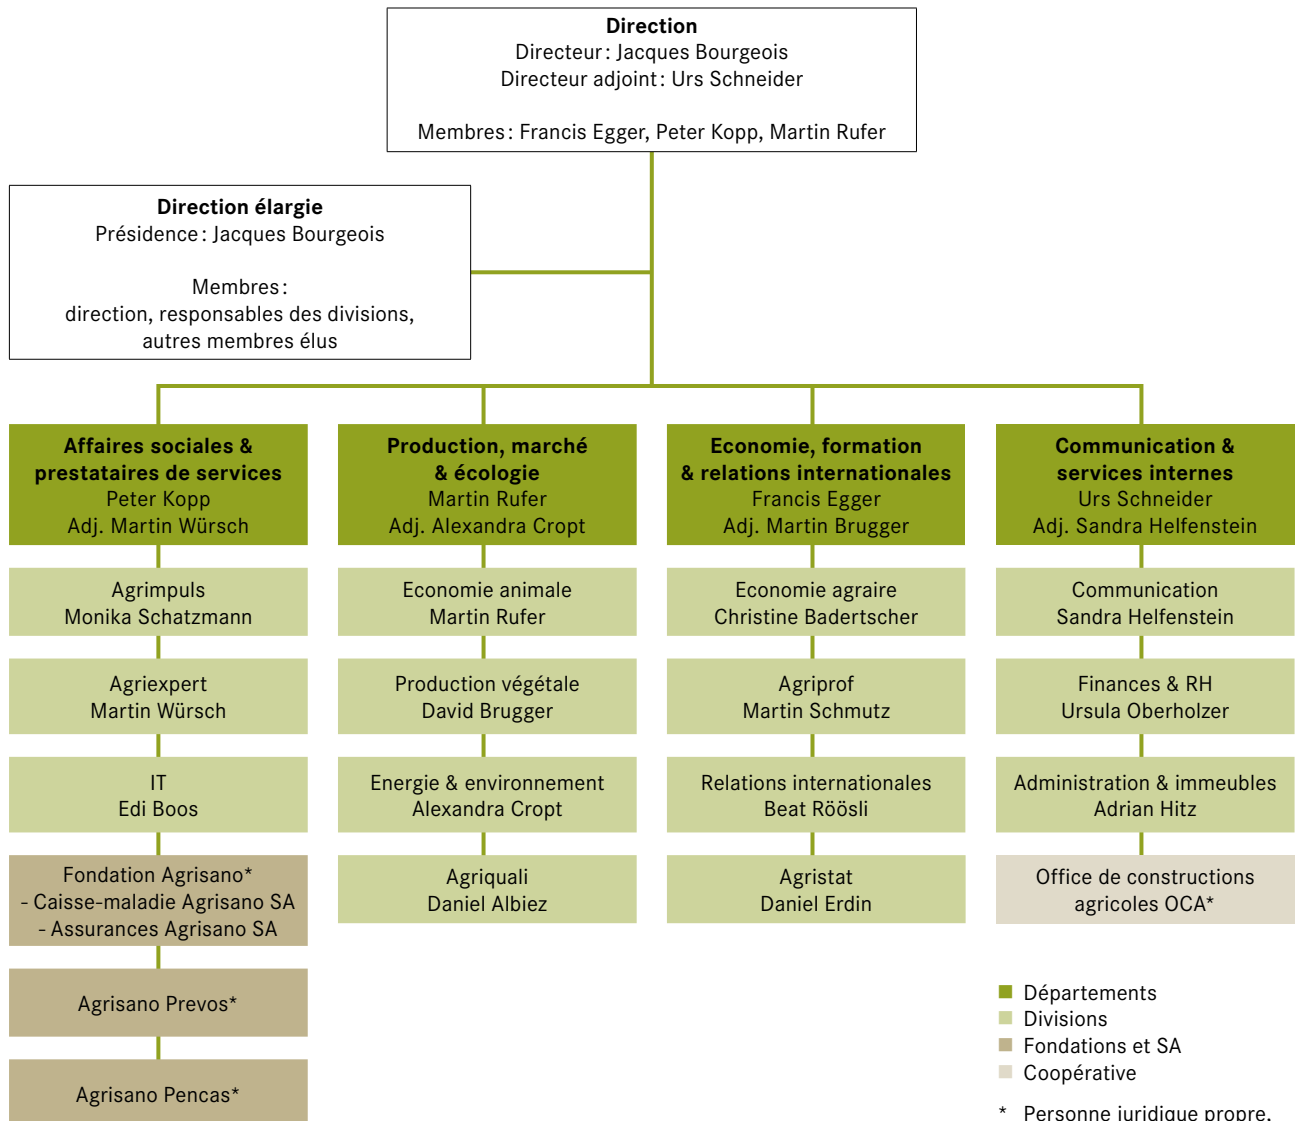 Direction
Directeur : Jacques Bourgeois
Directeur adjoint : Urs Schneider
Membres : Francis Egger, Peter Kopp, Martin Rufer
Direction élargie
Présidence : Jacques Bourgeois
Membres :
direction, responsables des divisions,
autres membres élus
Affaires sociales &
prestataires de services
Peter Kopp
Adj. Martin Würsch
Agrimpuls
Monika Schatzmann
Agriexpert
Martin Würsch
IT
Edi Boos
Fondation Agrisano*
- Caisse-maladie Agrisano SA
- Assurances Agrisano SA
Agrisano Prevos*
Agrisano Pencas*
Production, marché
& écologie
Martin Rufer
Adj. Alexandra Cropt
Economie animale
Martin Rufer
Production végétale
David Brugger
Energie & environnement
Alexandra Cropt
Agriquali
Daniel Albiez
Economie, formation
& relations internationales
Francis Egger
Adj. Martin Brugger
Economie agraire
Christine Badertscher
Agriprof
Martin Schmutz
Relations internationales
Beat Röösli
Agristat
Daniel Erdin
Communication &
services internes
Urs Schneider
Adj. Sandra Helfenstein
Communication
Sandra Helfenstein
Finances & RH
Ursula Oberholzer
Administration & immeubles
Adrian Hitz
Office de constructions
agricoles OCA*
Départements
Divisions
Fondations et SA
Coopérative
* Personne juridique propre,